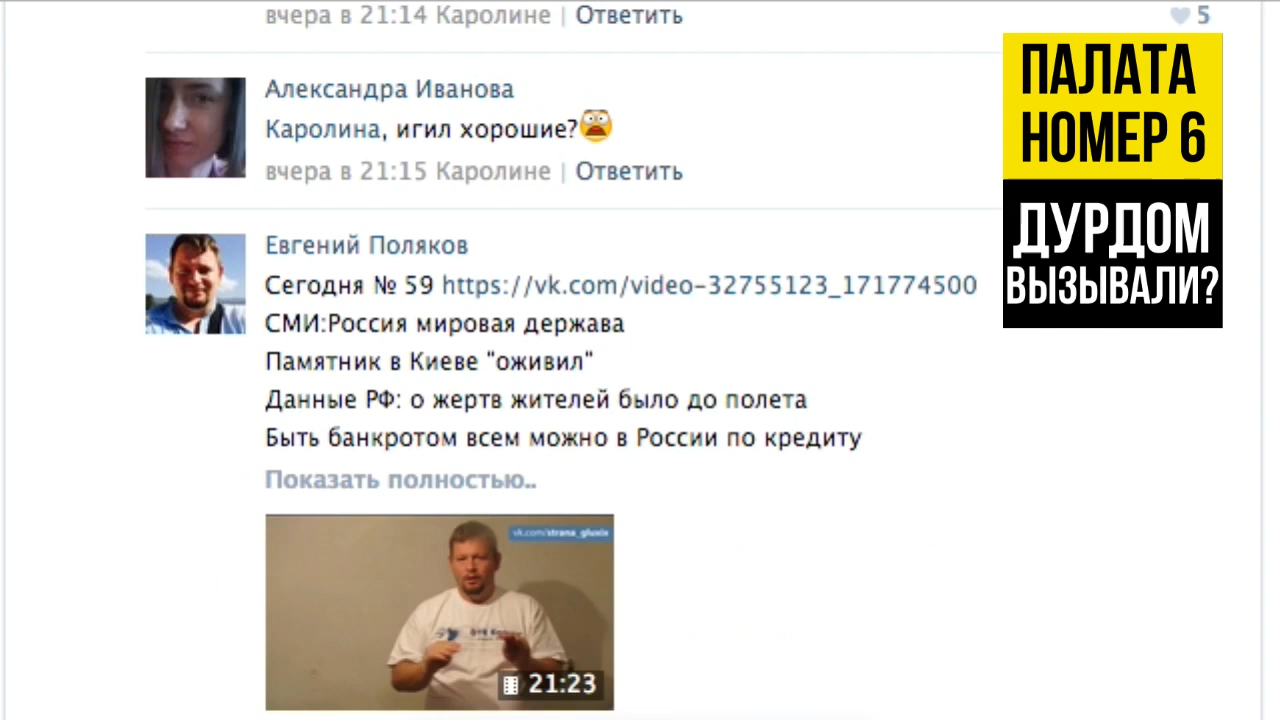 вчера в 21:14 Каролине | Ответить
5
ПАЛАТА
НОМЕР 6
ДУРДОМ
ВЫЗЫВАЛИ?
Александра Иванова
Каролина, игил хорошие?
вчера в 21:15 Каролине | Ответить
Евгений Поляков
Сегодня № 59 https://vk.com/video-32755123_171774500
СМИ:Россия мировая держава
Памятник в Киеве "оживил"
Данные РФ: о жертв жителей было до полета
Быть банкротом всем можно в России по кредиту
Показать полностью..
vk.com/strana_gluxix
21:23